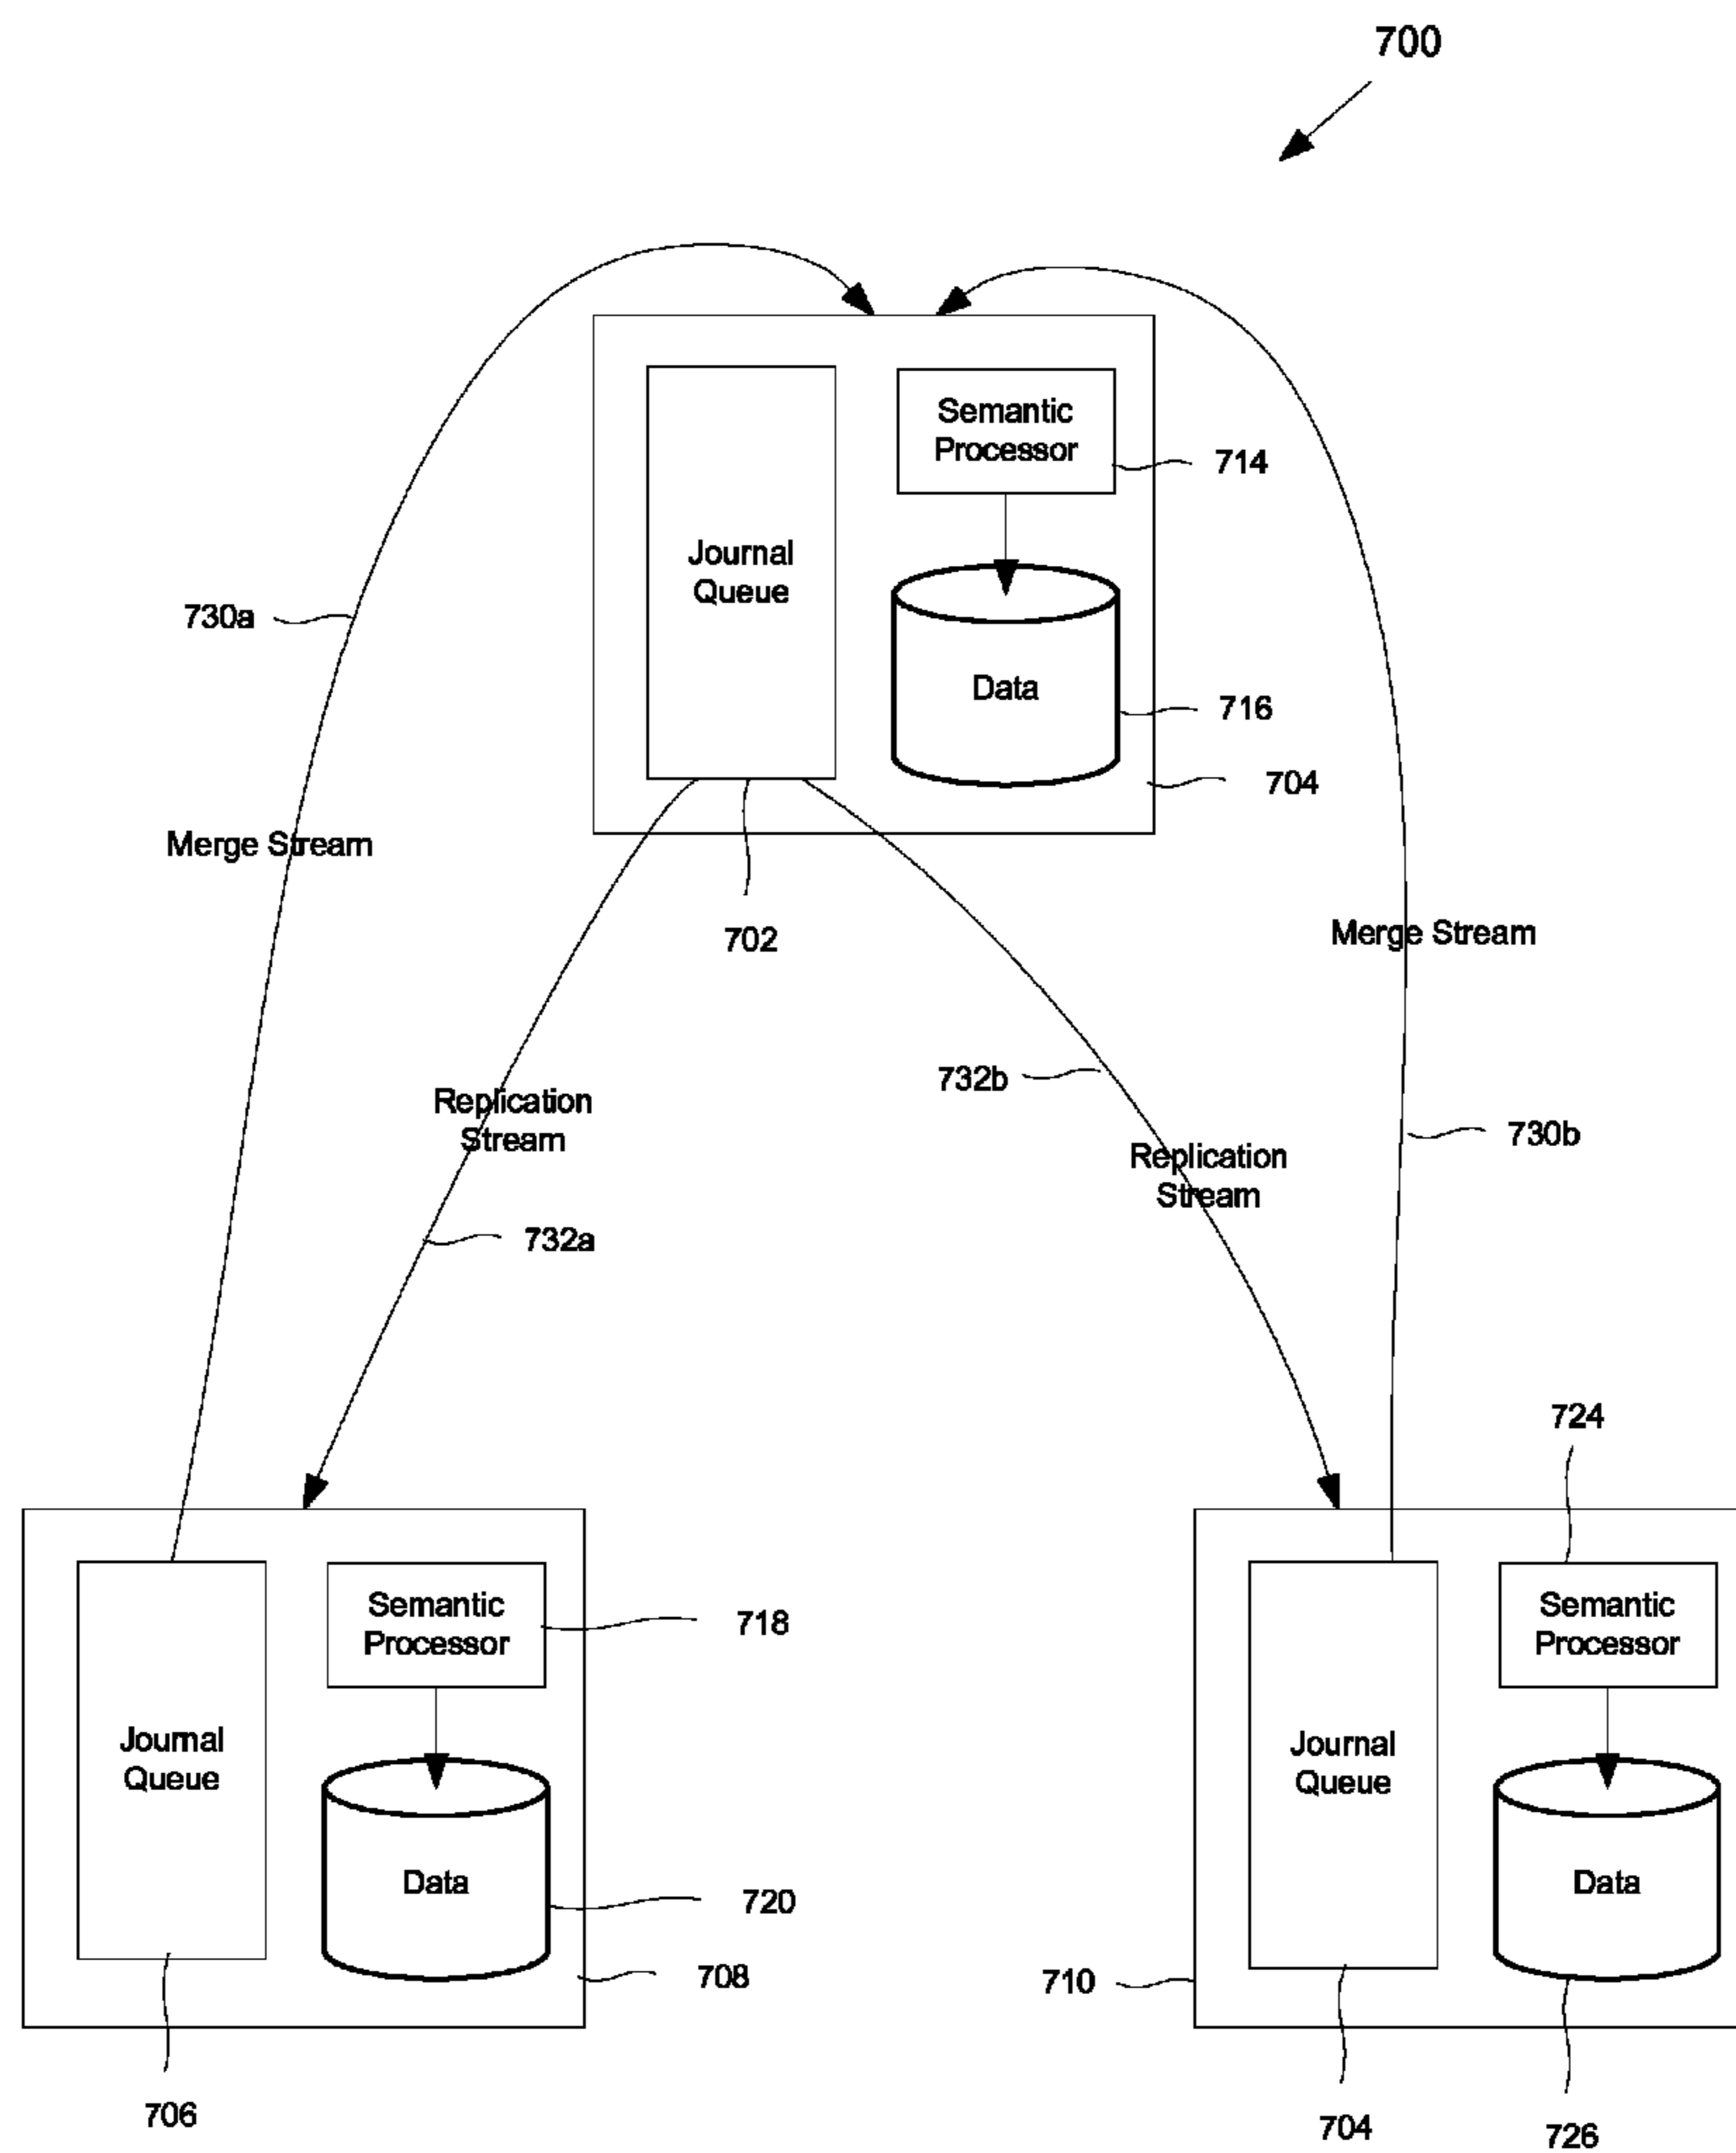 700
Semantic
Processor
714
Journal
Queue
730a
Data
716
704
Merge Stream
702
Merge Stream
732b
Replication
Stream
730b
Replication
Stream
732a
724
Semantic
Processor
718
Semantic
Processor
Journal
Queue
Journal
Queue
Data
720
Data
708
710
706
704
726